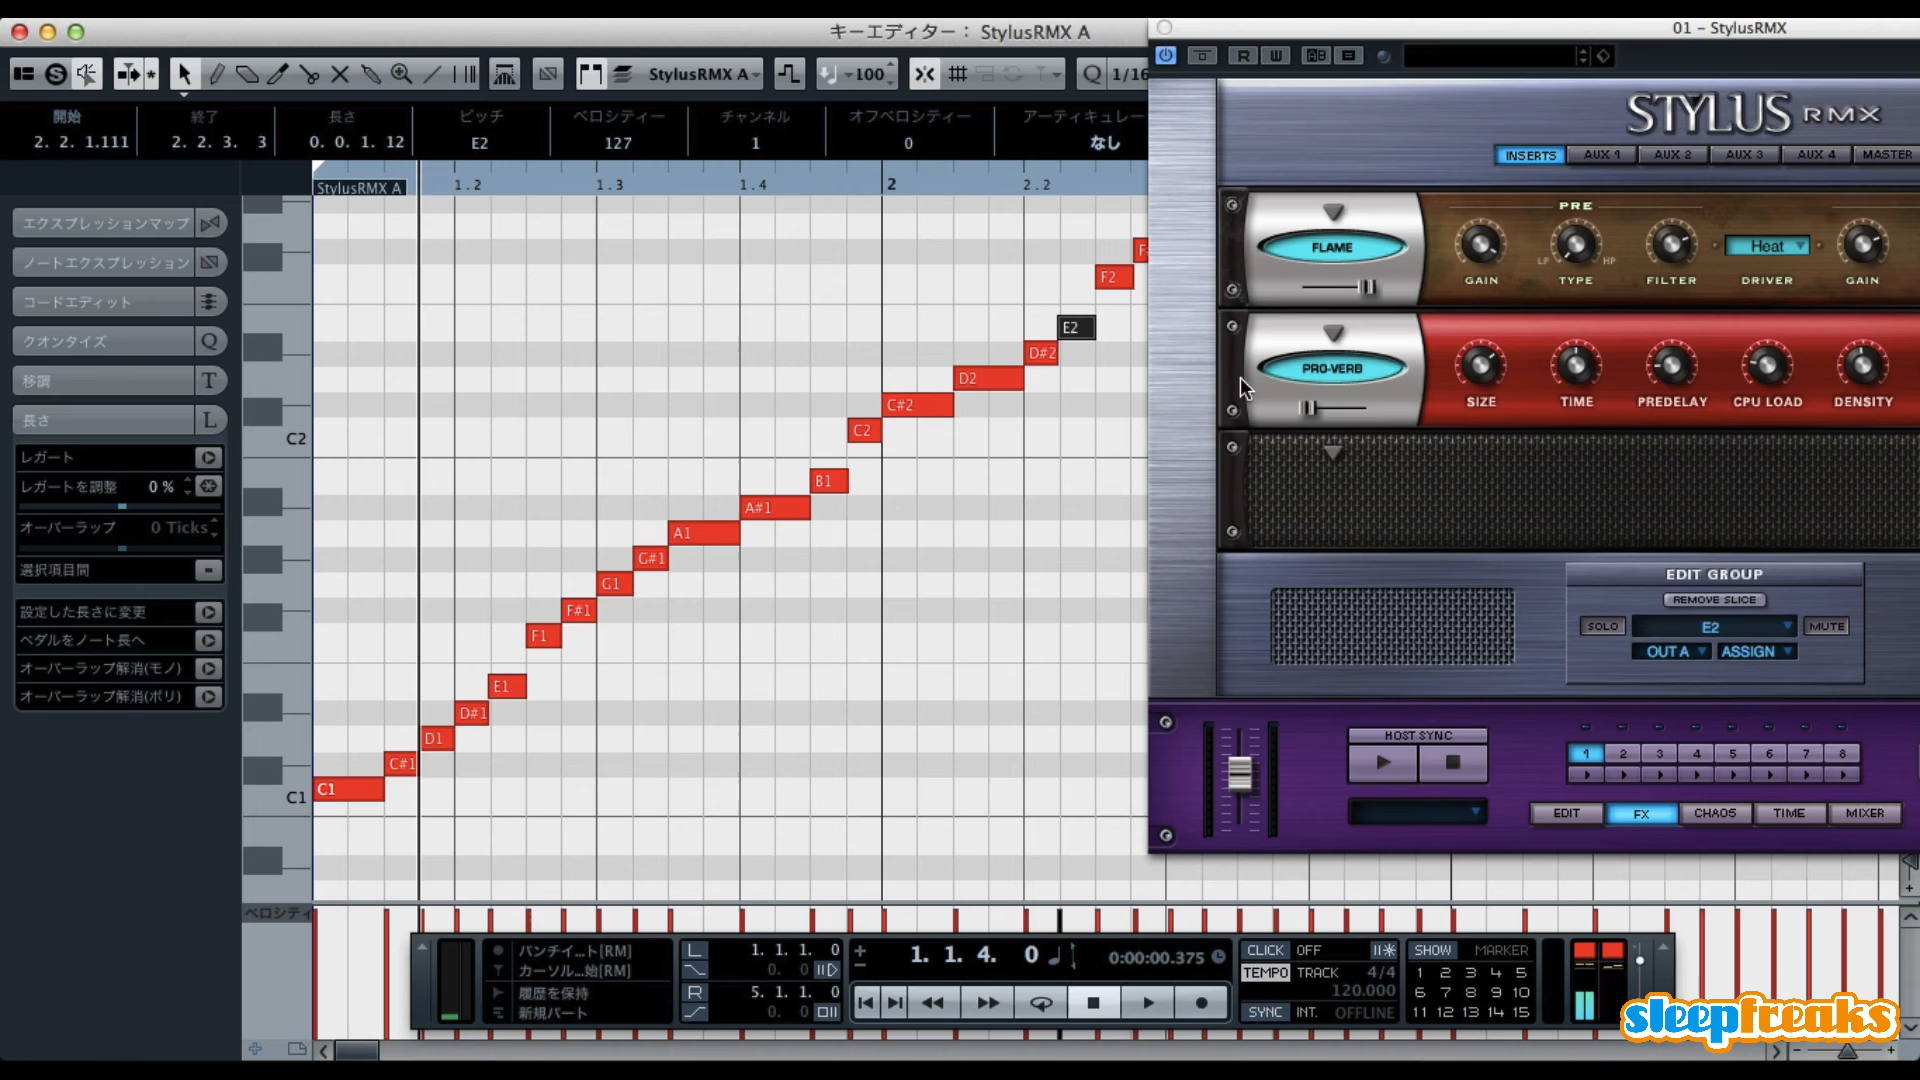 キーエディター： StylusRMX A
01 - StylusRMX
StylusRMX A
100
1/16
開始
終了
長さ
ピッチ
ベロシティー
チャンネル
オフベロシティー
アーティキュレー
2. 2. 1.111
2. 2. 3. 3
0. 0. 1. 12
E2
127
1
0
なし
StylusRMX A
1.2
1.3
1.4
2
2.2
エクスプレッションマップ
ノートエクスプレッション
コードエディット
クオンタイズ
移調
長さ
レガート
レガートを調整 0 %
オーバーラップ 0 Ticks
選択項目間
設定した長さに変更
ペダルをノート長へ
オーバーラップ解消(モノ)
オーバーラップ解消(ポリ)
C2
C1
C1
C#1
D1
D#1
E1
F1
F#1
G1
G#1
A1
A#1
B1
C2
C#2
D2
D#2
E2
F2
F
STYLUS RMX
INSERTS
AUX 1
AUX 2
AUX 3
AUX 4
MASTER
FLAME
PRE
GAIN
LP
TYPE
HP
FILTER
Heat
DRIVER
GAIN
PRO-VERB
SIZE
TIME
PREDELAY
CPU LOAD
DENSITY
EDIT GROUP
REMOVE SLICE
SOLO
E2
MUTE
OUT A
ASSIGN
HOST SYNC
1 2 3 4 5 6 7 8
EDIT
FX
CHAOS
TIME
MIXER
ベロシティ
パンチイ...ト[RM]
カーソル...始[RM]
履歴を保持
新規パート
L 1. 1. 1. 0
0. 0
R 5. 1. 1. 0
0. 0
1. 1. 4. 0
0:00:00.375
CLICK OFF
TEMPO TRACK 4/4
120.000
SYNC INT. OFFLINE
SHOW MARKER
1 2 3 4 5
6 7 8 9 10
11 12 13 14 15
sleepfreaks